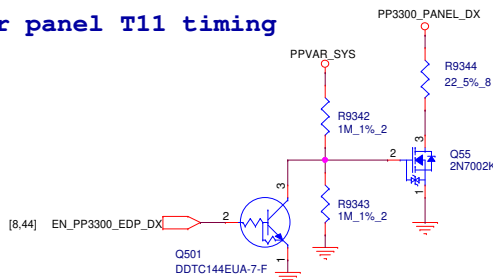 r panel T11 timing
PP3300_PANEL_DX
PPVAR_SYS
R9344
22_5%_8
R9342
1M_1%_2
3
2
Q55
2N7002K
1
3
R9343
1M_1%_2
[8,44] EN_PP3300_EDP_DX
2
1
Q501
DDTC144EUA-7-F